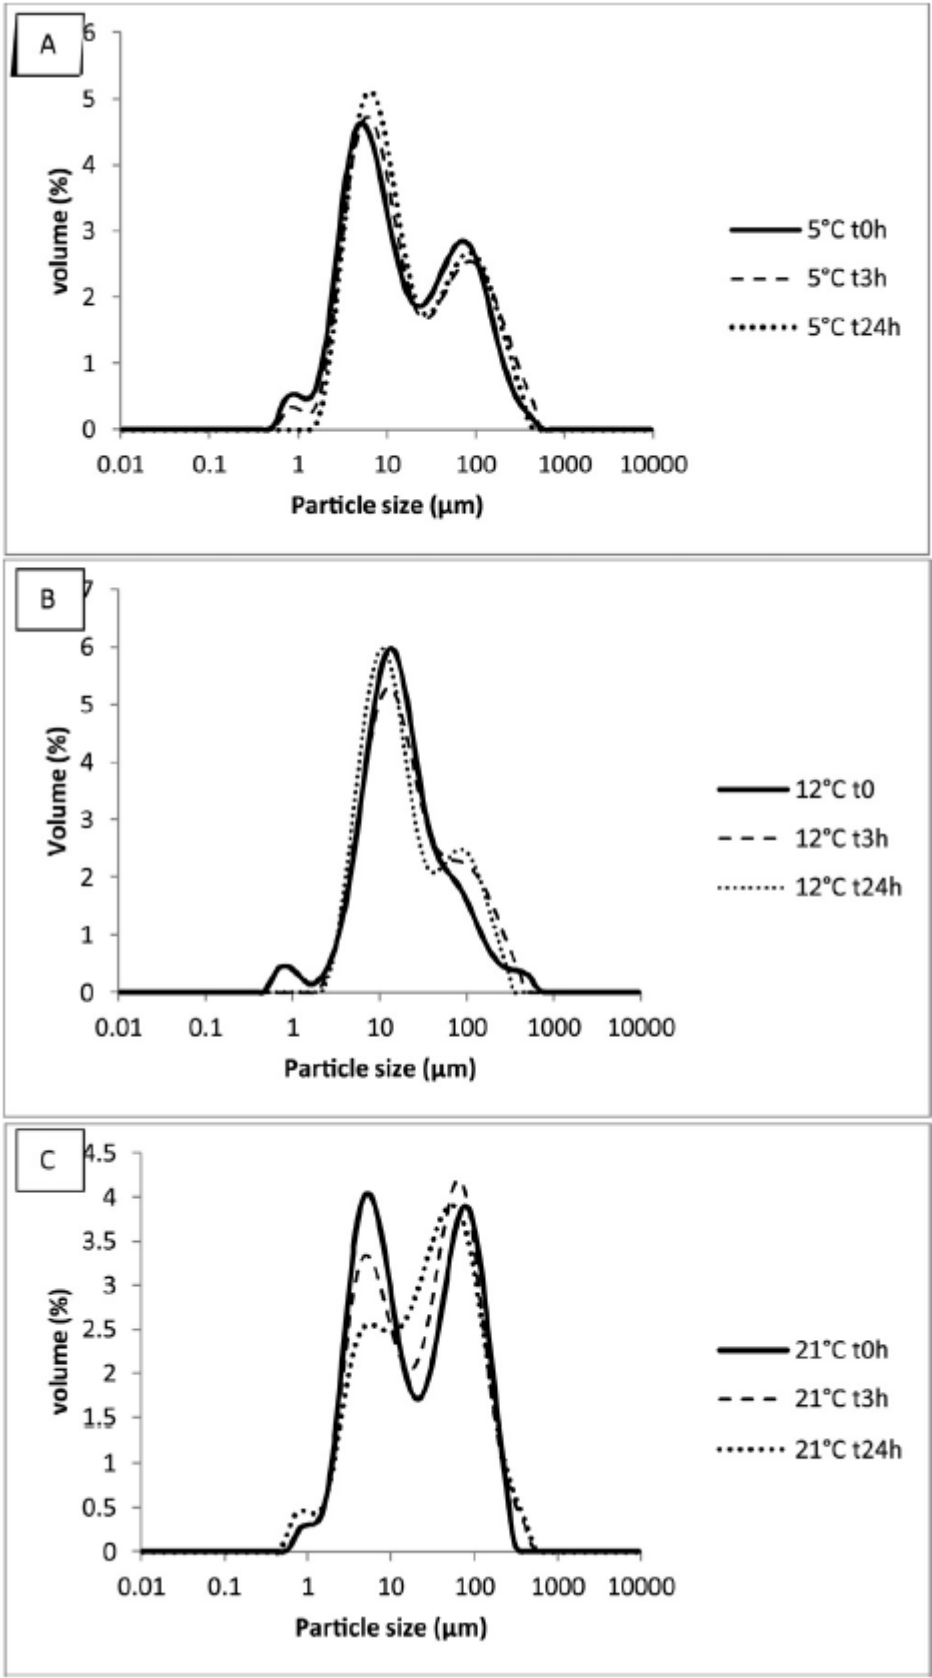 A
6
5
4
3
2
1
0
volume (%)
0.01 0.1 1 10 100 1000 10000
Particle size (µm)
5°C t0h
5°C t3h
5°C t24h
B
7
6
5
4
3
2
1
0
Volume (%)
0.01 0.1 1 10 100 1000 10000
Particle size (µm)
12°C t0
12°C t3h
12°C t24h
C
4.5
4
3.5
3
2.5
2
1.5
1
0.5
0
volume (%)
0.01 0.1 1 10 100 1000 10000
Particle size (µm)
21°C t0h
21°C t3h
21°C t24h